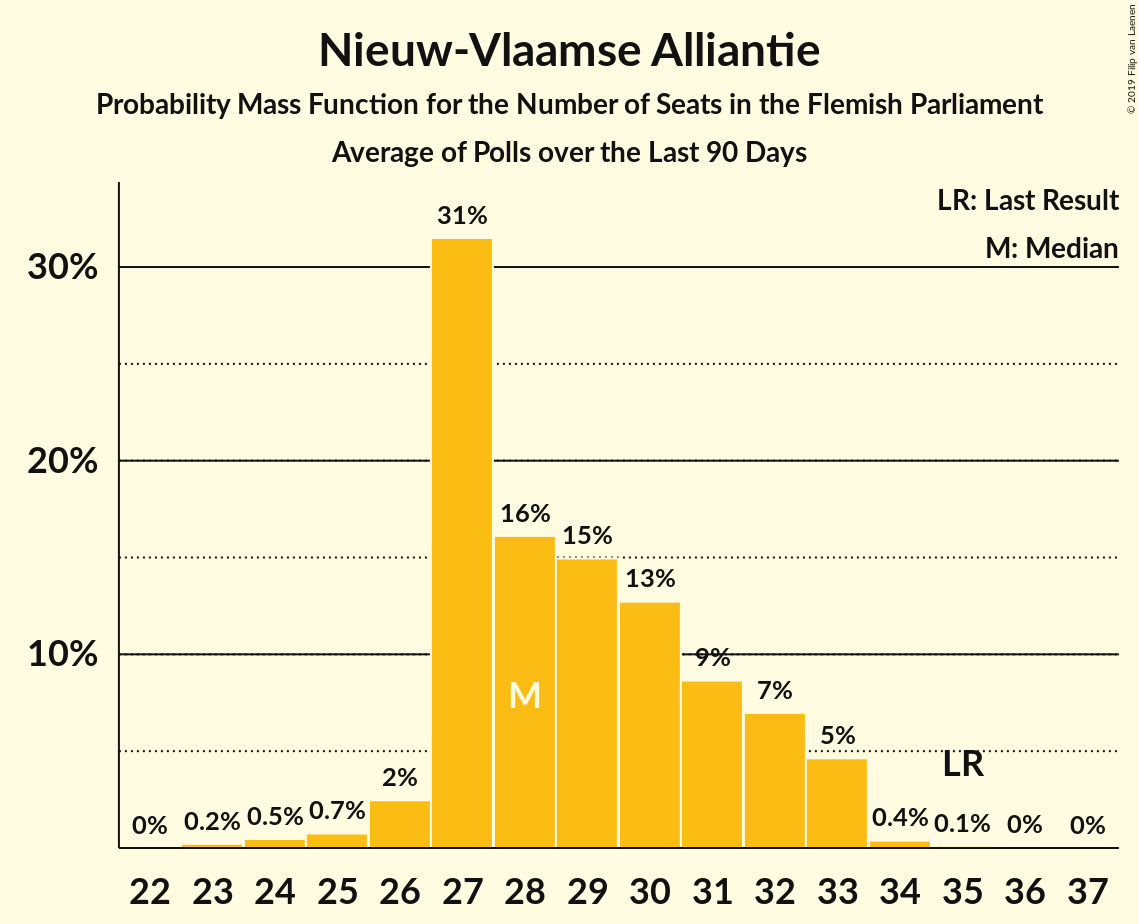 Nieuw-Vlaamse Alliantie
Probability Mass Function for the Number of Seats in the Flemish Parliament
Average of Polls over the Last 90 Days
© 2019 Filip van Laenen
LR: Last Result
M: Median
30%
20%
10%
0% 0.2% 0.5% 0.7% 2% 31% 16% 15% 13% 9% 7% 5% 0.4% 0.1% 0% 0%
M
LR
22 23 24 25 26 27 28 29 30 31 32 33 34 35 36 37